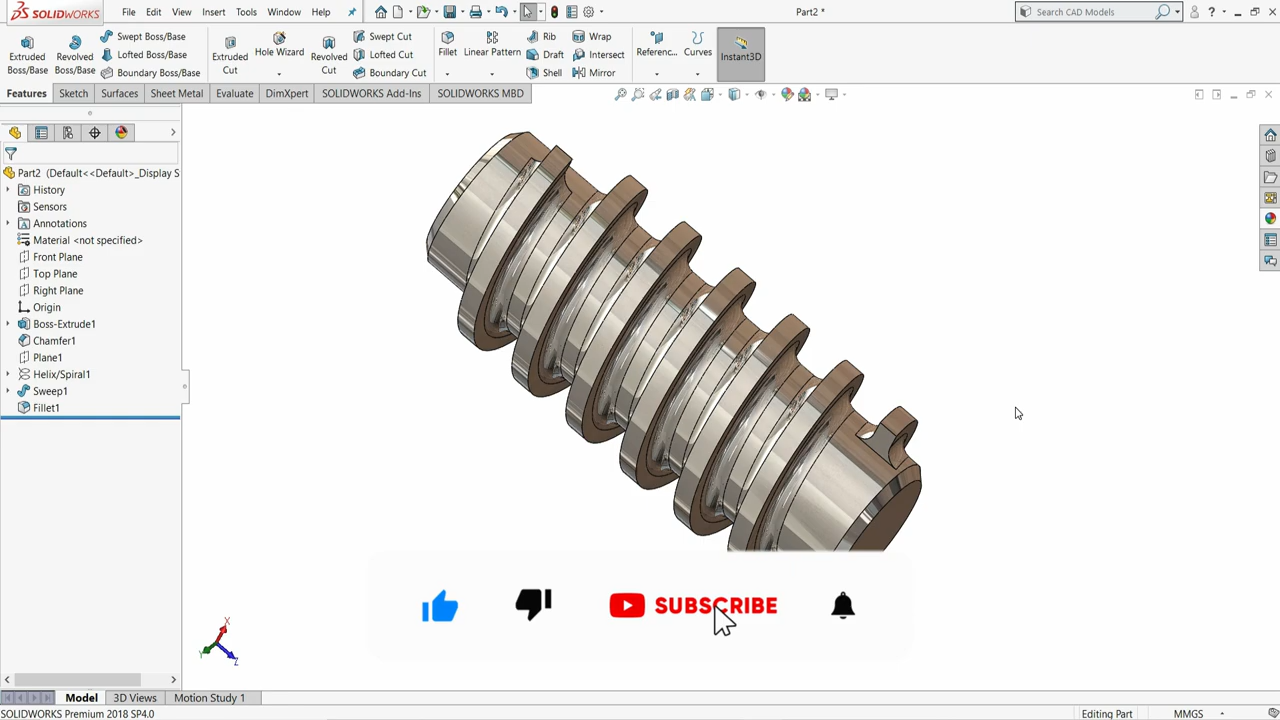 SOLIDWORKS
File Edit View Insert Tools Window Help
Part2 *
Search CAD Models
Extruded Boss/Base
Revolved Boss/Base
Swept Boss/Base
Lofted Boss/Base
Boundary Boss/Base
Extruded Cut
Hole Wizard
Revolved Cut
Swept Cut
Lofted Cut
Boundary Cut
Fillet
Linear Pattern
Rib
Draft
Shell
Wrap
Intersect
Mirror
Referenc...
Curves
Instant3D
Features Sketch Surfaces Sheet Metal Evaluate DimXpert SOLIDWORKS Add-Ins SOLIDWORKS MBD
Part2 (Default<<Default>_Display S
History
Sensors
Annotations
Material <not specified>
Front Plane
Top Plane
Right Plane
Origin
Boss-Extrude1
Chamfer1
Plane1
Helix/Spiral1
Sweep1
Fillet1
SUBSCRIBE
X
Y
Z
Model 3D Views Motion Study 1
SOLIDWORKS Premium 2018 SP4.0
Editing Part
MMGS